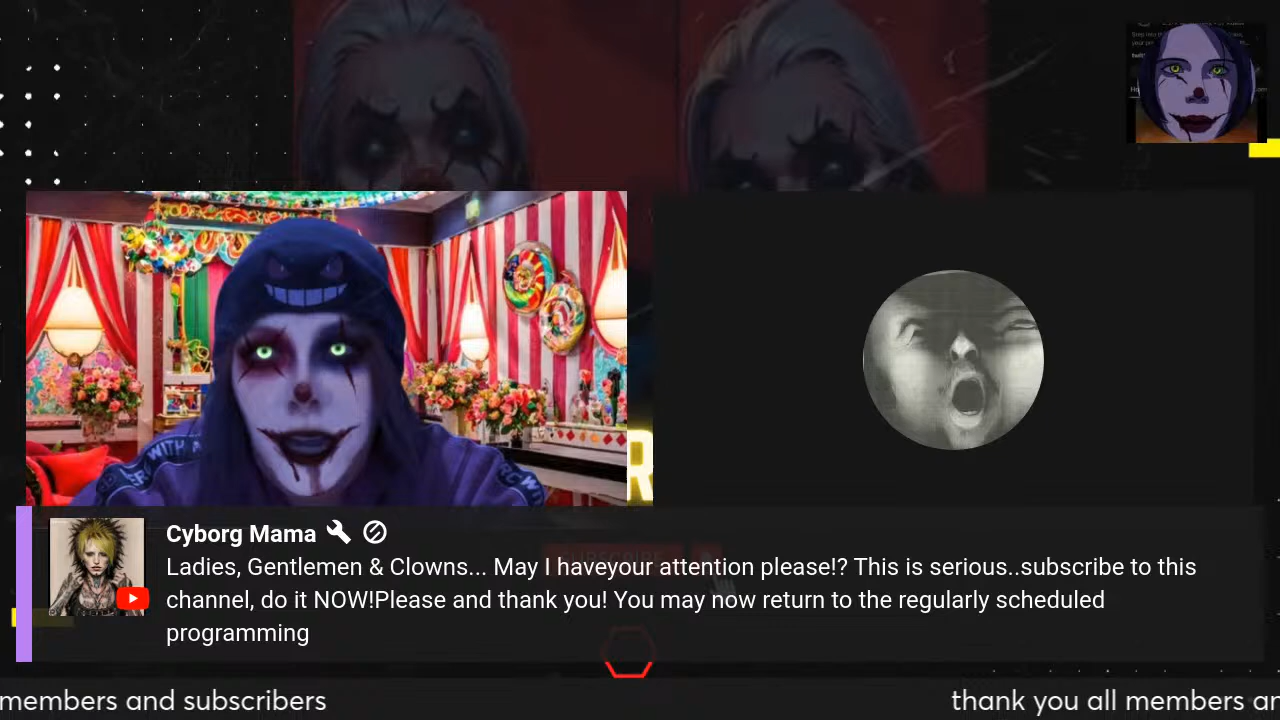 Cyborg Mama
Ladies, Gentlemen & Clowns... May I haveyour attention please!? This is serious..subscribe to this
channel, do it NOW!Please and thank you! You may now return to the regularly scheduled
programming
members and subscribers
thank you all members an